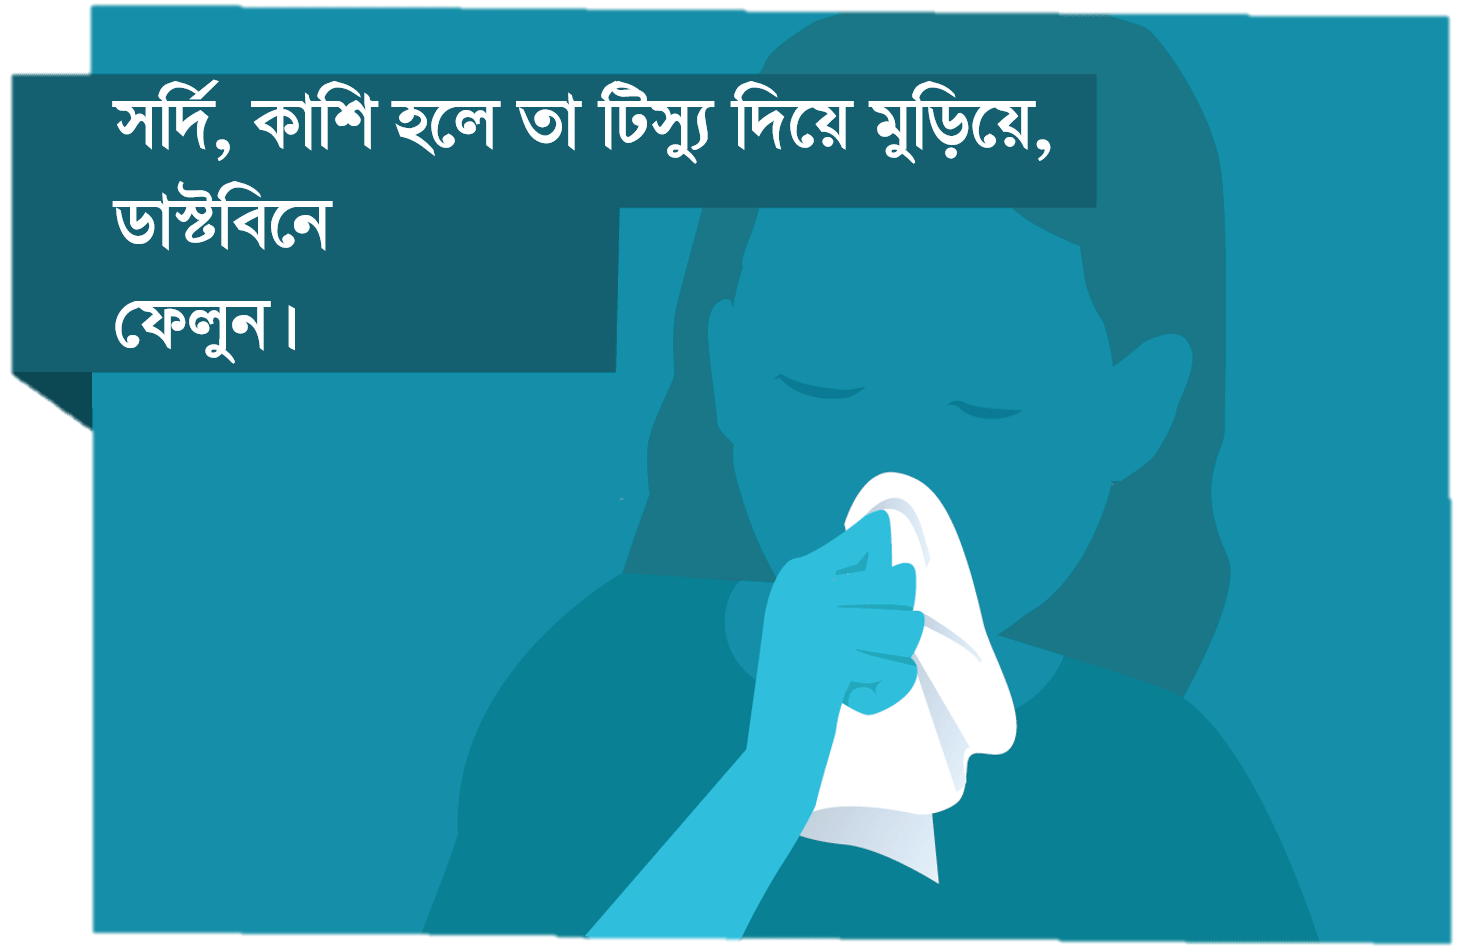 সর্দি, কাশি হলে তা টিস্যু দিয়ে মুড়িয়ে,
ডাস্টবিনে
ফেলুন।